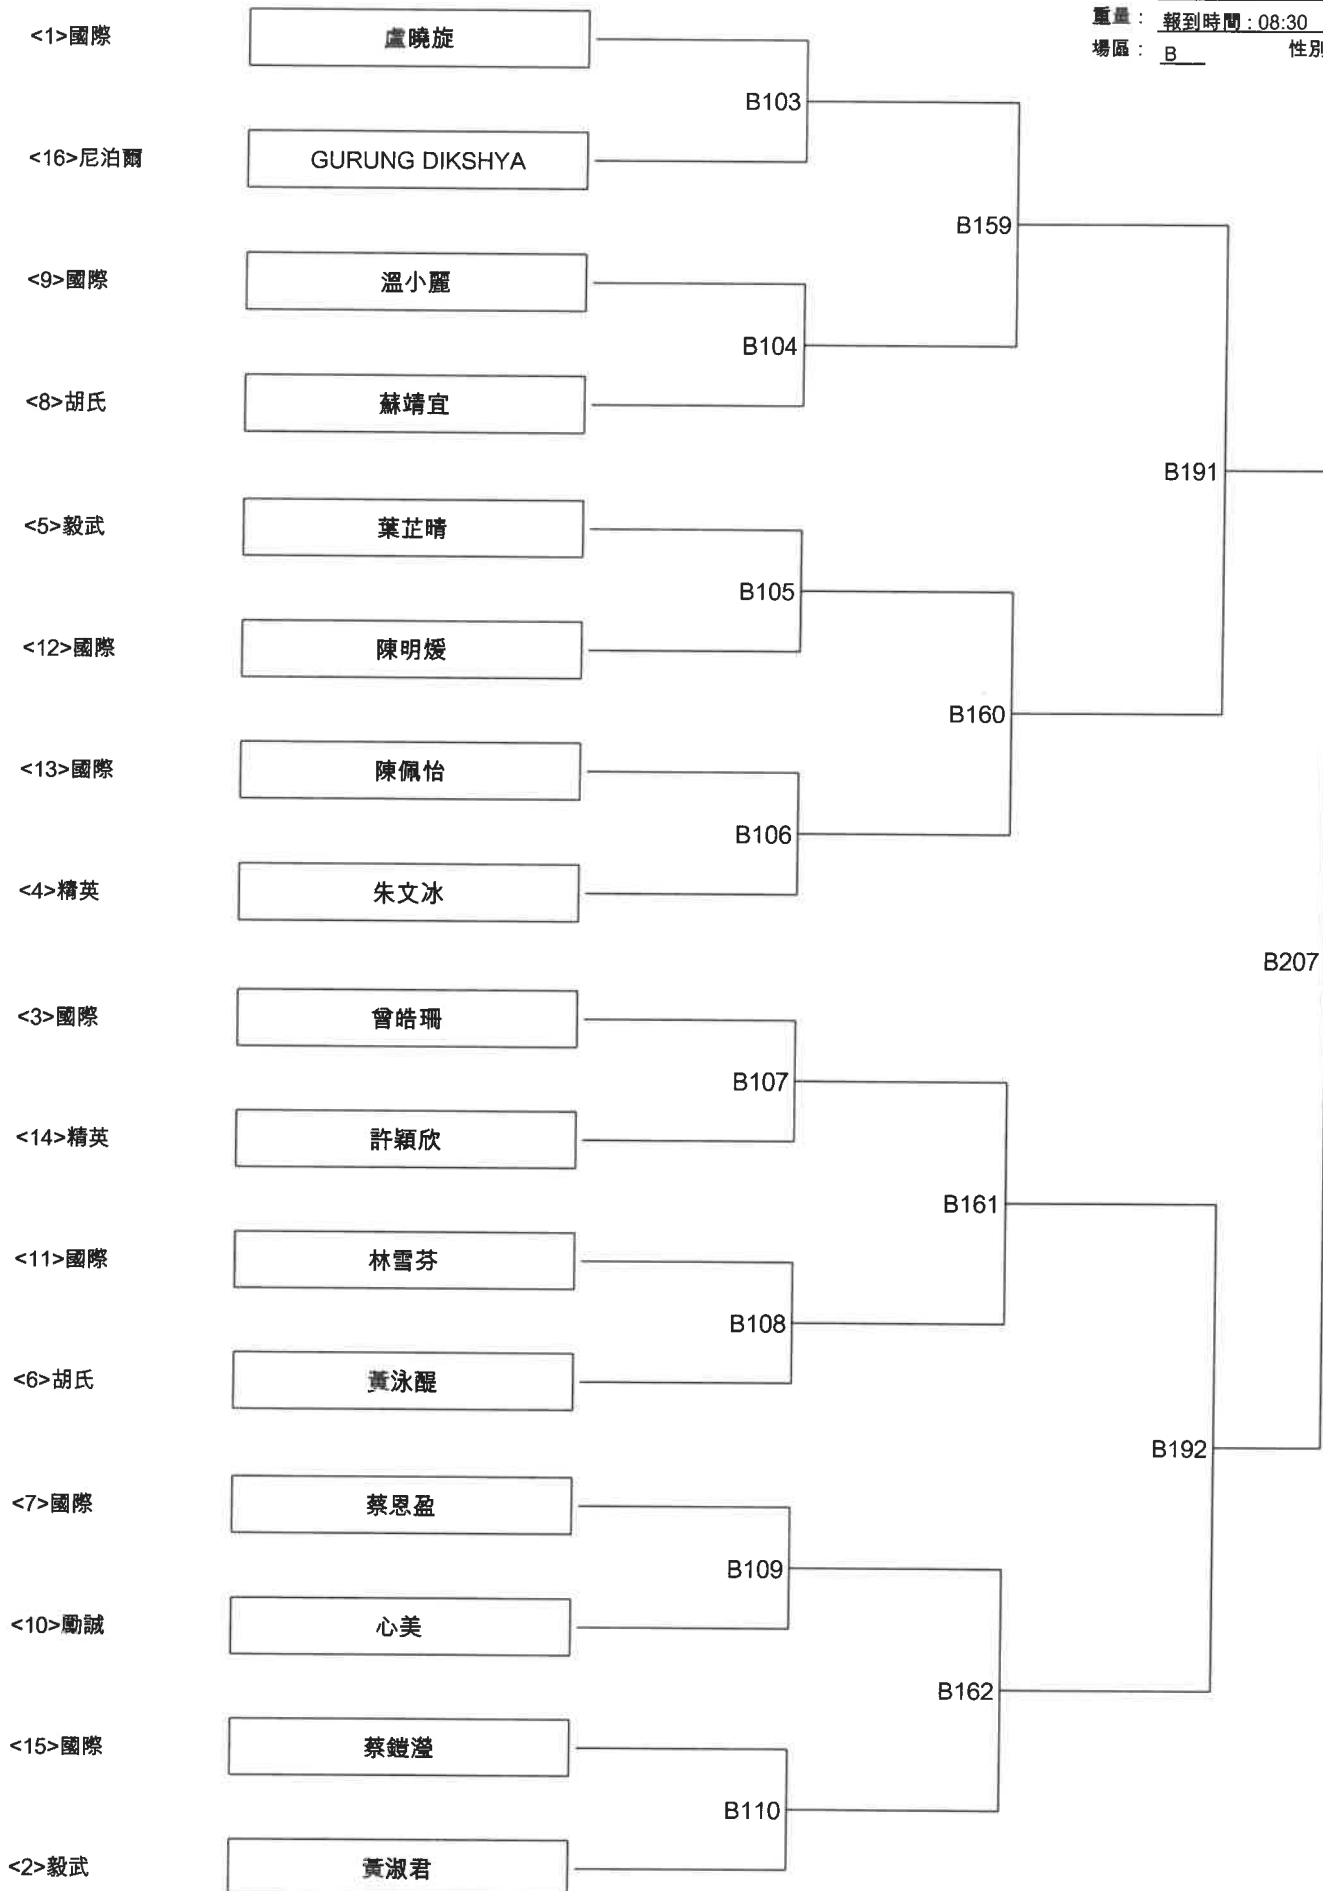 重量： 報到時間 : 08:30
場區： B 性別
<1>國際 盧曉旋
B103
<16>尼泊爾 GURUNG DIKSHYA
B159
<9>國際 溫小麗
B104
<8>胡氏 蘇靖宜
B191
<5>毅武 葉芷晴
B105
<12>國際 陳明煖
B160
<13>國際 陳佩怡
B106
<4>精英 朱文冰
B207
<3>國際 曾皓珊
B107
<14>精英 許穎欣
B161
<11>國際 林雪芬
B108
<6>胡氏 黃泳醍
B192
<7>國際 蔡恩盈
B109
<10>勵誠 心美
B162
<15>國際 蔡鎧瀅
B110
<2>毅武 黃淑君